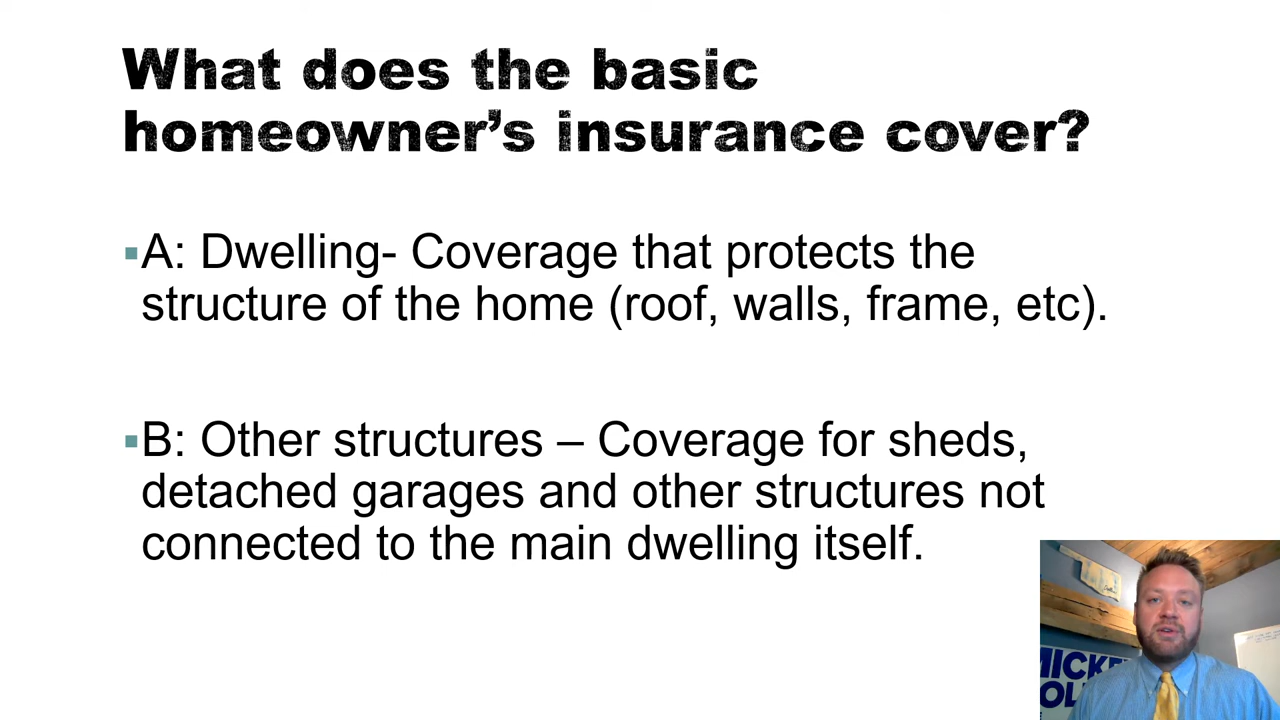 What does the basic
homeowner’s insurance cover?
▪A: Dwelling- Coverage that protects the
structure of the home (roof, walls, frame, etc).
▪B: Other structures – Coverage for sheds,
detached garages and other structures not
connected to the main dwelling itself.